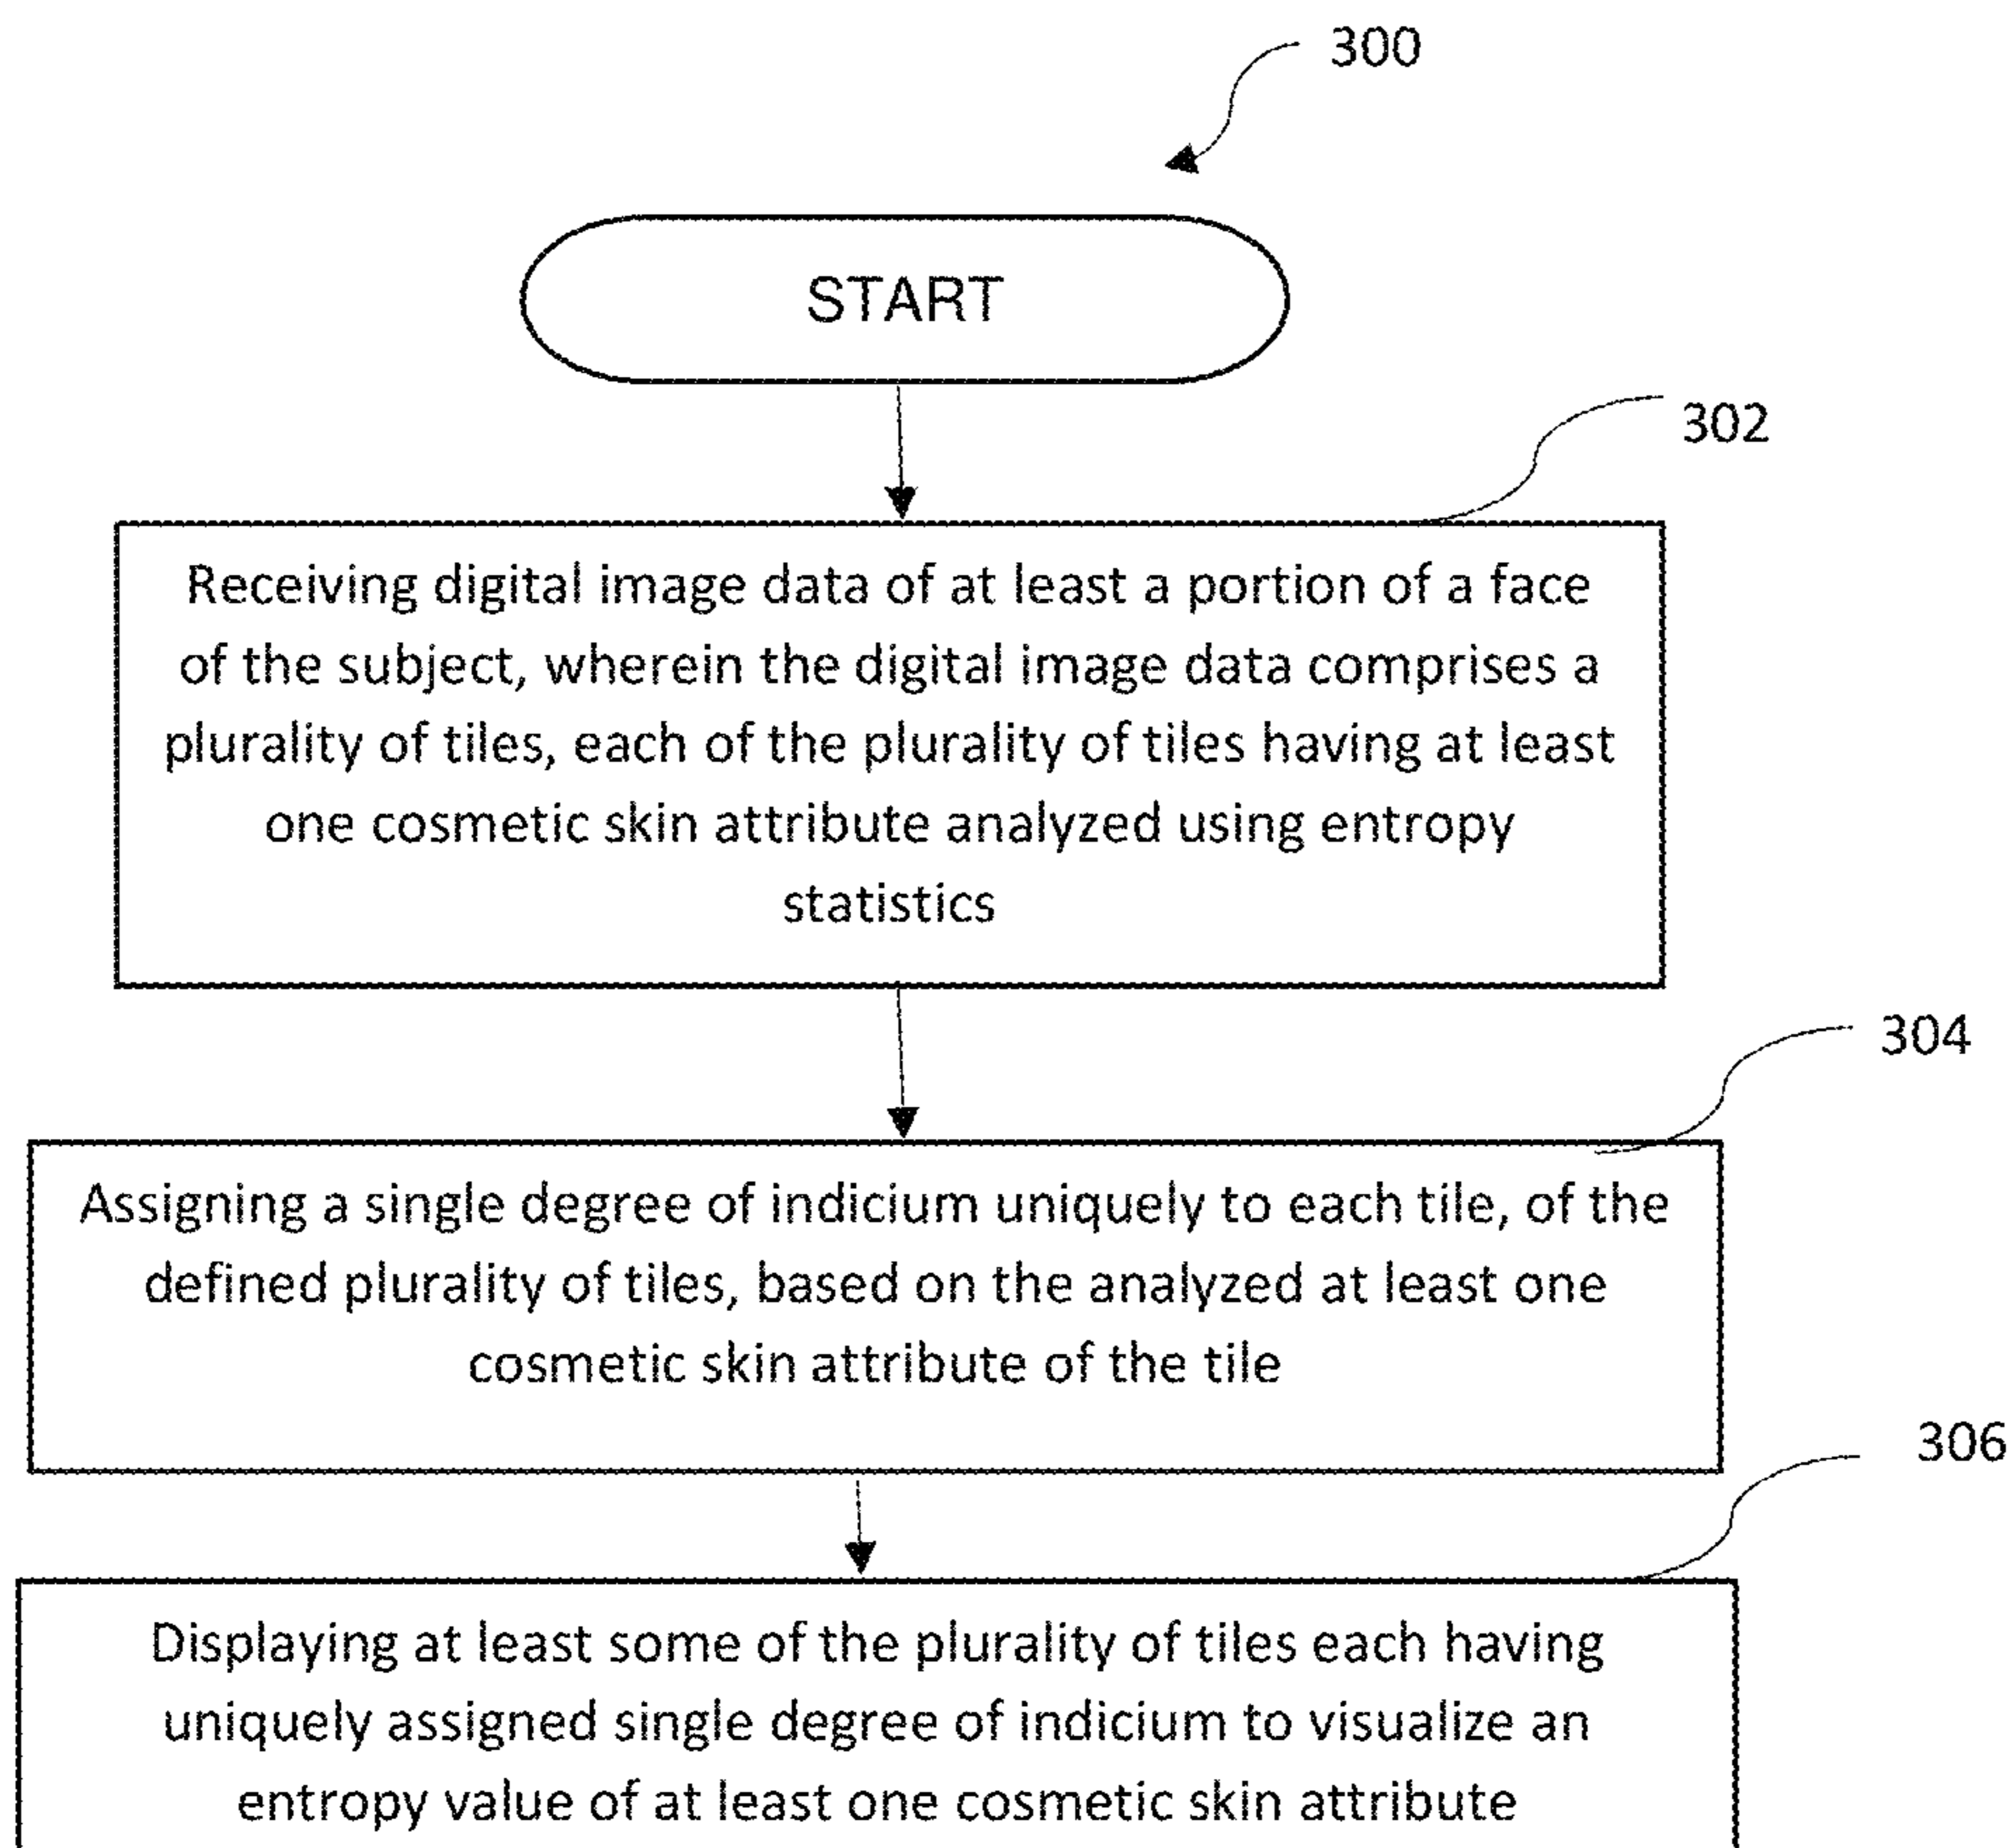 300
START
302
Receiving digital image data of at least a portion of a face
of the subject, wherein the digital image data comprises a
plurality of tiles, each of the plurality of tiles having at least
one cosmetic skin attribute analyzed using entropy
statistics
304
Assigning a single degree of indicium uniquely to each tile, of the
defined plurality of tiles, based on the analyzed at least one
cosmetic skin attribute of the tile
306
Displaying at least some of the plurality of tiles each having
uniquely assigned single degree of indicium to visualize an
entropy value of at least one cosmetic skin attribute